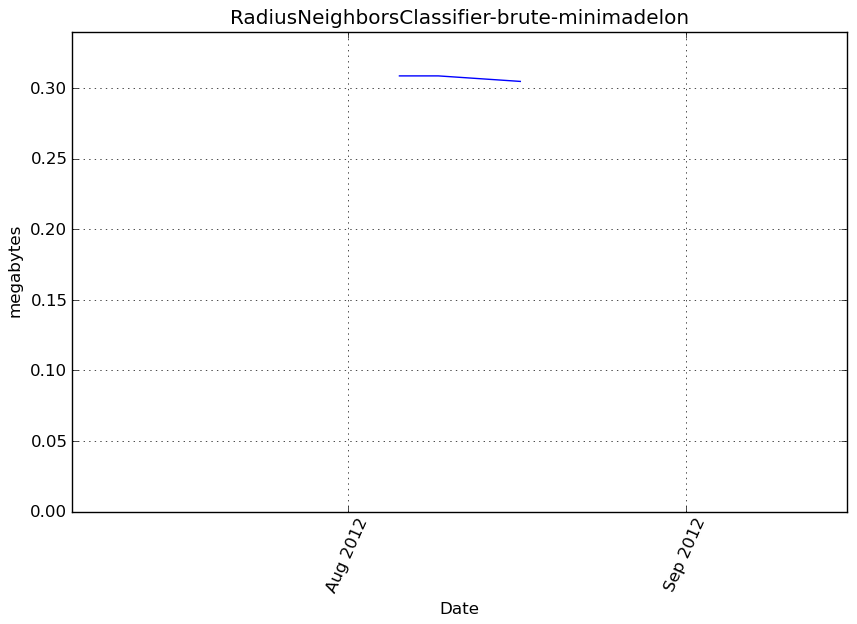 RadiusNeighborsClassifier-brute-minimadelon
0.30
0.25
0.20
0.15
0.10
0.05
0.00
megabytes
Aug 2012
Sep 2012
Date